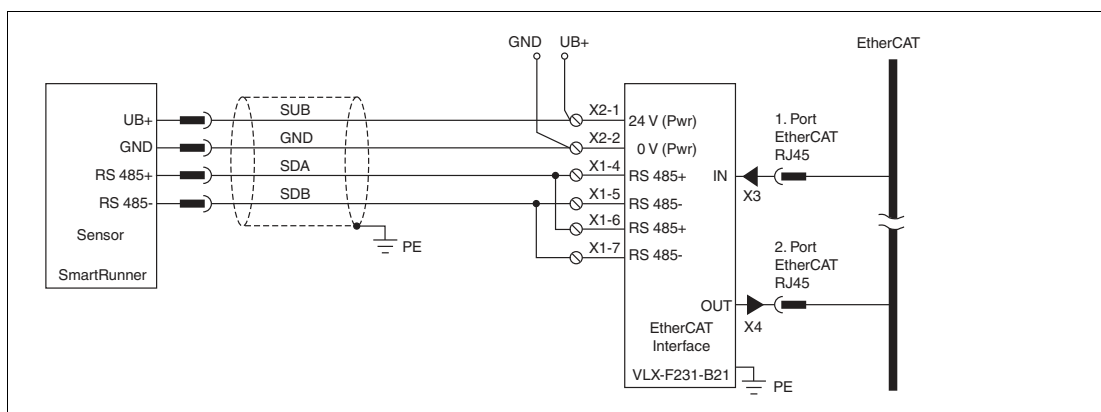 GND UB+
EtherCAT
UB+
GND
RS 485+
RS 485-
Sensor
SmartRunner
SUB
GND
SDA
SDB
PE
X2-1
X2-2
X1-4
X1-5
X1-6
X1-7
24 V (Pwr)
0 V (Pwr)
RS 485+
RS 485-
RS 485+
RS 485-
IN
OUT
EtherCAT
Interface
VLX-F231-B21
PE
1. Port
EtherCAT
RJ45
X3
2. Port
EtherCAT
RJ45
X4